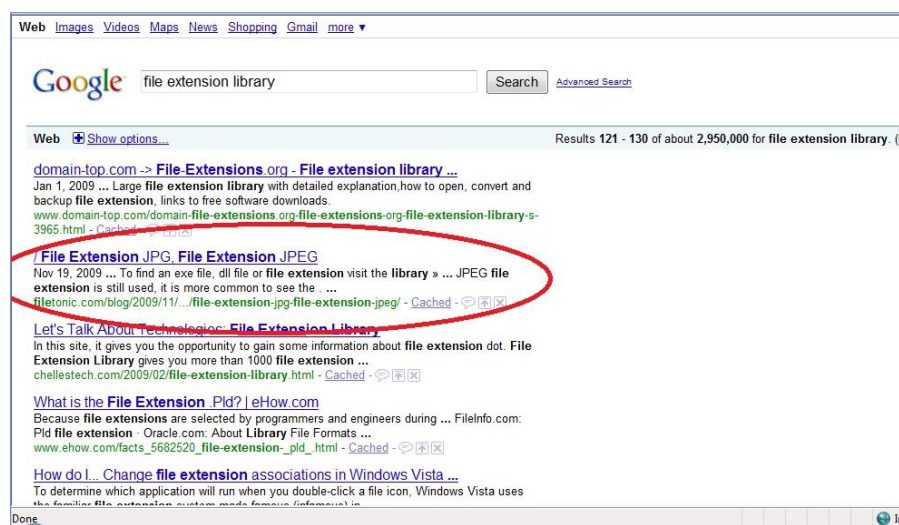 Web Images Videos Maps News Shopping Gmail more ▼
Google file extension library Search Advanced Search
Web Show options... Results 121 - 130 of about 2,950,000 for file extension library. (
domain-top.com -> File-Extensions.org - File extension library ...
Jan 1, 2009 ... Large file extension library with detailed explanation,how to open, convert and
backup file extension, links to free software downloads.
www.domain-top.com/domain-file-extensions.org-file-extensions-org-file-extension-library-s-
3965.html - Cached -
/ File Extension JPG, File Extension JPEG
Nov 19, 2009 ... To find an exe file, dll file or file extension visit the library » ... JPEG file
extension is still used, it is more common to see the . ...
filetonic.com/blog/2009/11/.../file-extension-jpg-file-extension-jpeg/ - Cached -
Let's Talk About Technologies: File Extension Library
In this site, it gives you the opportunity to gain some information about file extension dot. File
Extension Library gives you more than 1000 file extension ...
chellestech.com/2009/02/file-extension-library.html - Cached -
What is the File Extension .Pld? | eHow.com
Because file extensions are selected by programmers and engineers during ... FileInfo.com:
Pld file extension · Oracle.com: About Library File Formats ...
www.ehow.com/facts_5682520_file-extension-_pld_.html - Cached -
How do I... Change file extension associations in Windows Vista ...
To determine which application will run when you double-click a file icon, Windows Vista uses
the familiar file extension system made famous (infamous) in
Done